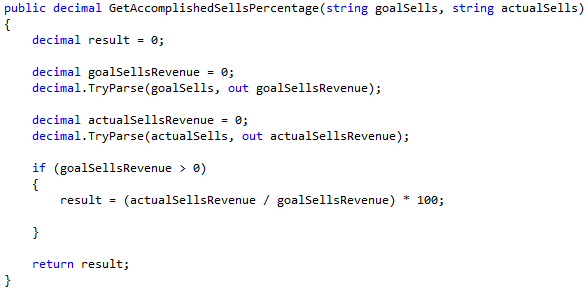 public decimal GetAccomplishedSellsPercentage(string goalSells, string actualSells)
{
    decimal result = 0;

    decimal goalSellsRevenue = 0;
    decimal.TryParse(goalSells, out goalSellsRevenue);

    decimal actualSellsRevenue = 0;
    decimal.TryParse(actualSells, out actualSellsRevenue);

    if (goalSellsRevenue > 0)
    {
        result = (actualSellsRevenue / goalSellsRevenue) * 100;

    }

    return result;
}